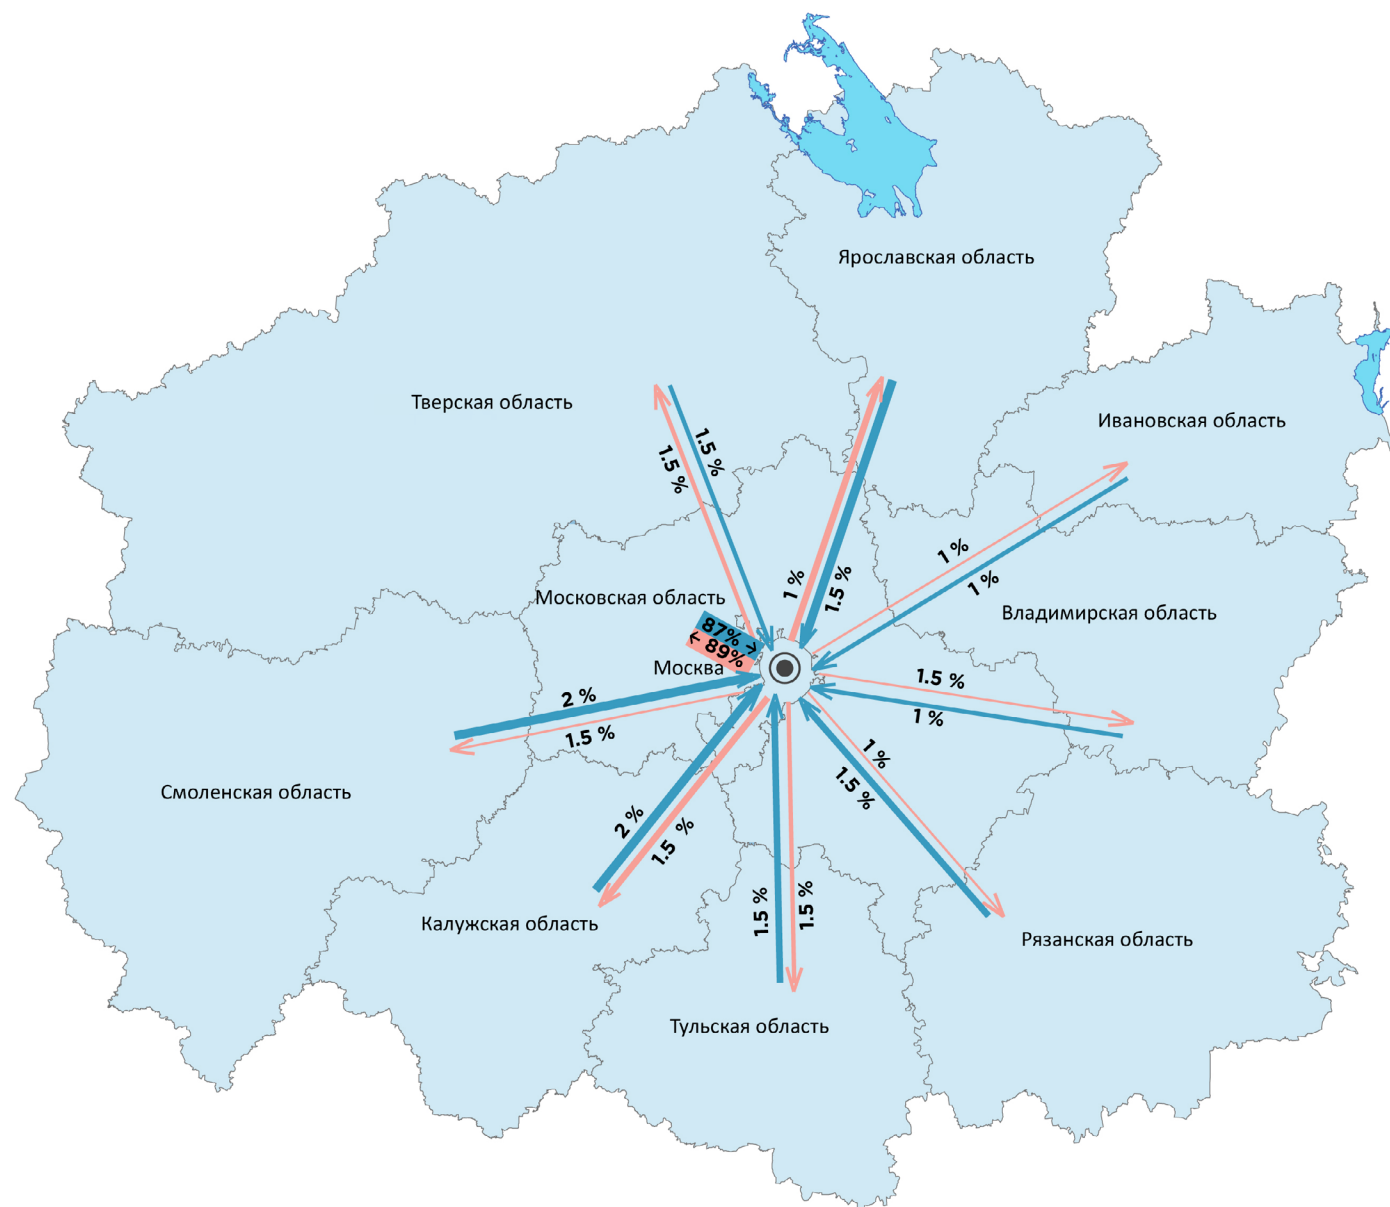 Ярославская область
Тверская область
Ивановская область
1.5 %
1.5 %
1 %
1.5 %
1 %
1 %
Московская область
Владимирская область
87% →
← 89%
Москва
2 %
1.5 %
1.5 %
1 %
Смоленская область
1 %
1.5 %
2 %
1.5 %
1.5 %
1.5 %
Калужская область
Рязанская область
Тульская область